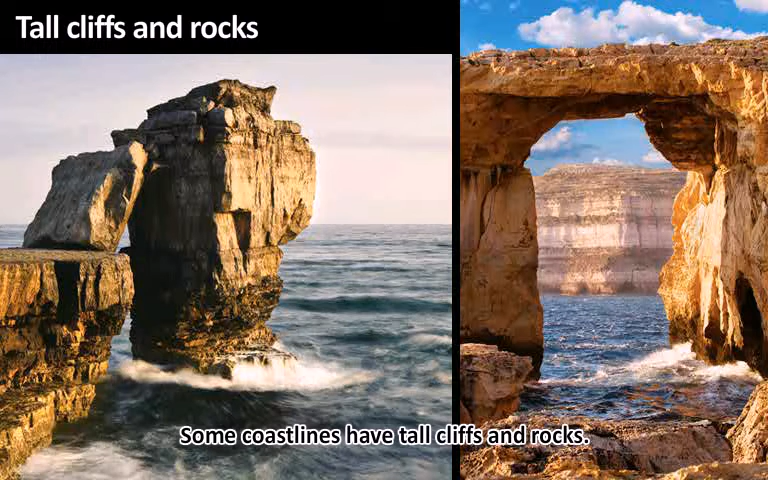 Tall cliffs and rocks
Some coastlines have tall cliffs and rocks.